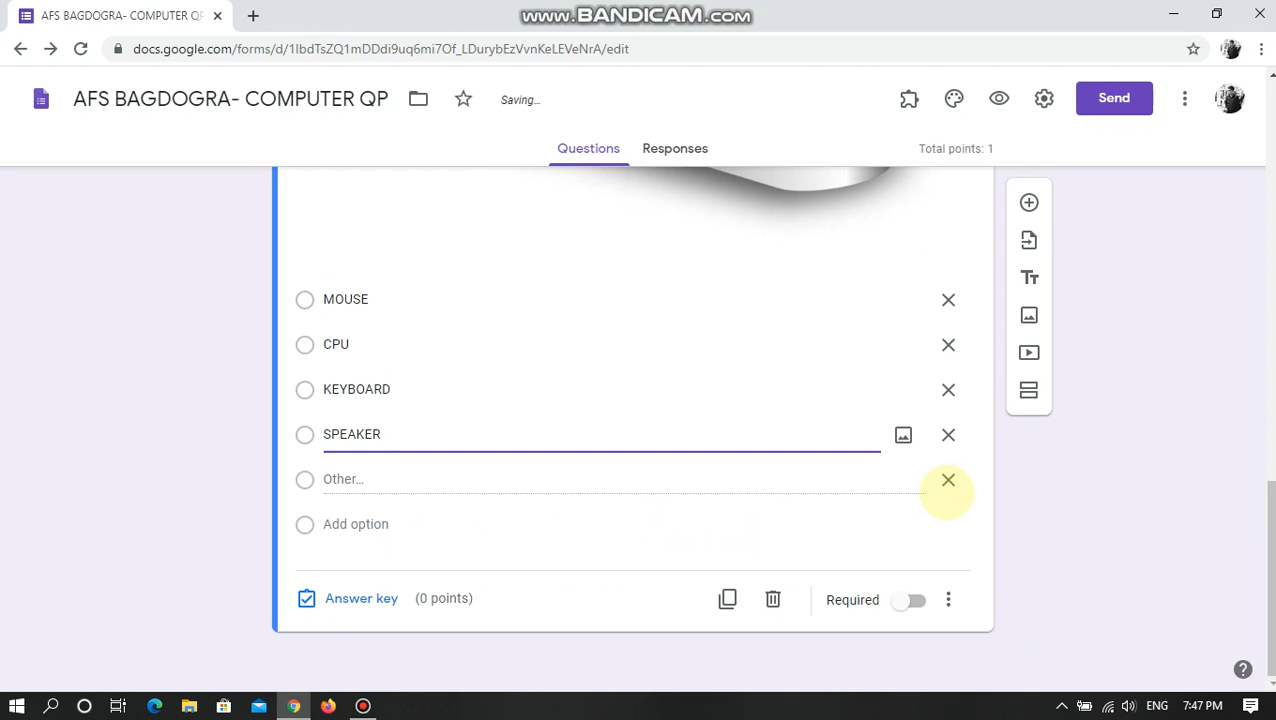 AFS BAGDOGRA- COMPUTER QP
WWW.BANDICAM.COM
docs.google.com/forms/d/1IbdTsZQ1mDDdi9uq6mi7Of_LDurybEzVvnKeLEVeNrA/edit
AFS BAGDOGRA- COMPUTER QP
Saving...
Send
Questions
Responses
Total points: 1
MOUSE
CPU
KEYBOARD
SPEAKER
Other...
Add option
Answer key
(0 points)
Required
ENG
7:47 PM